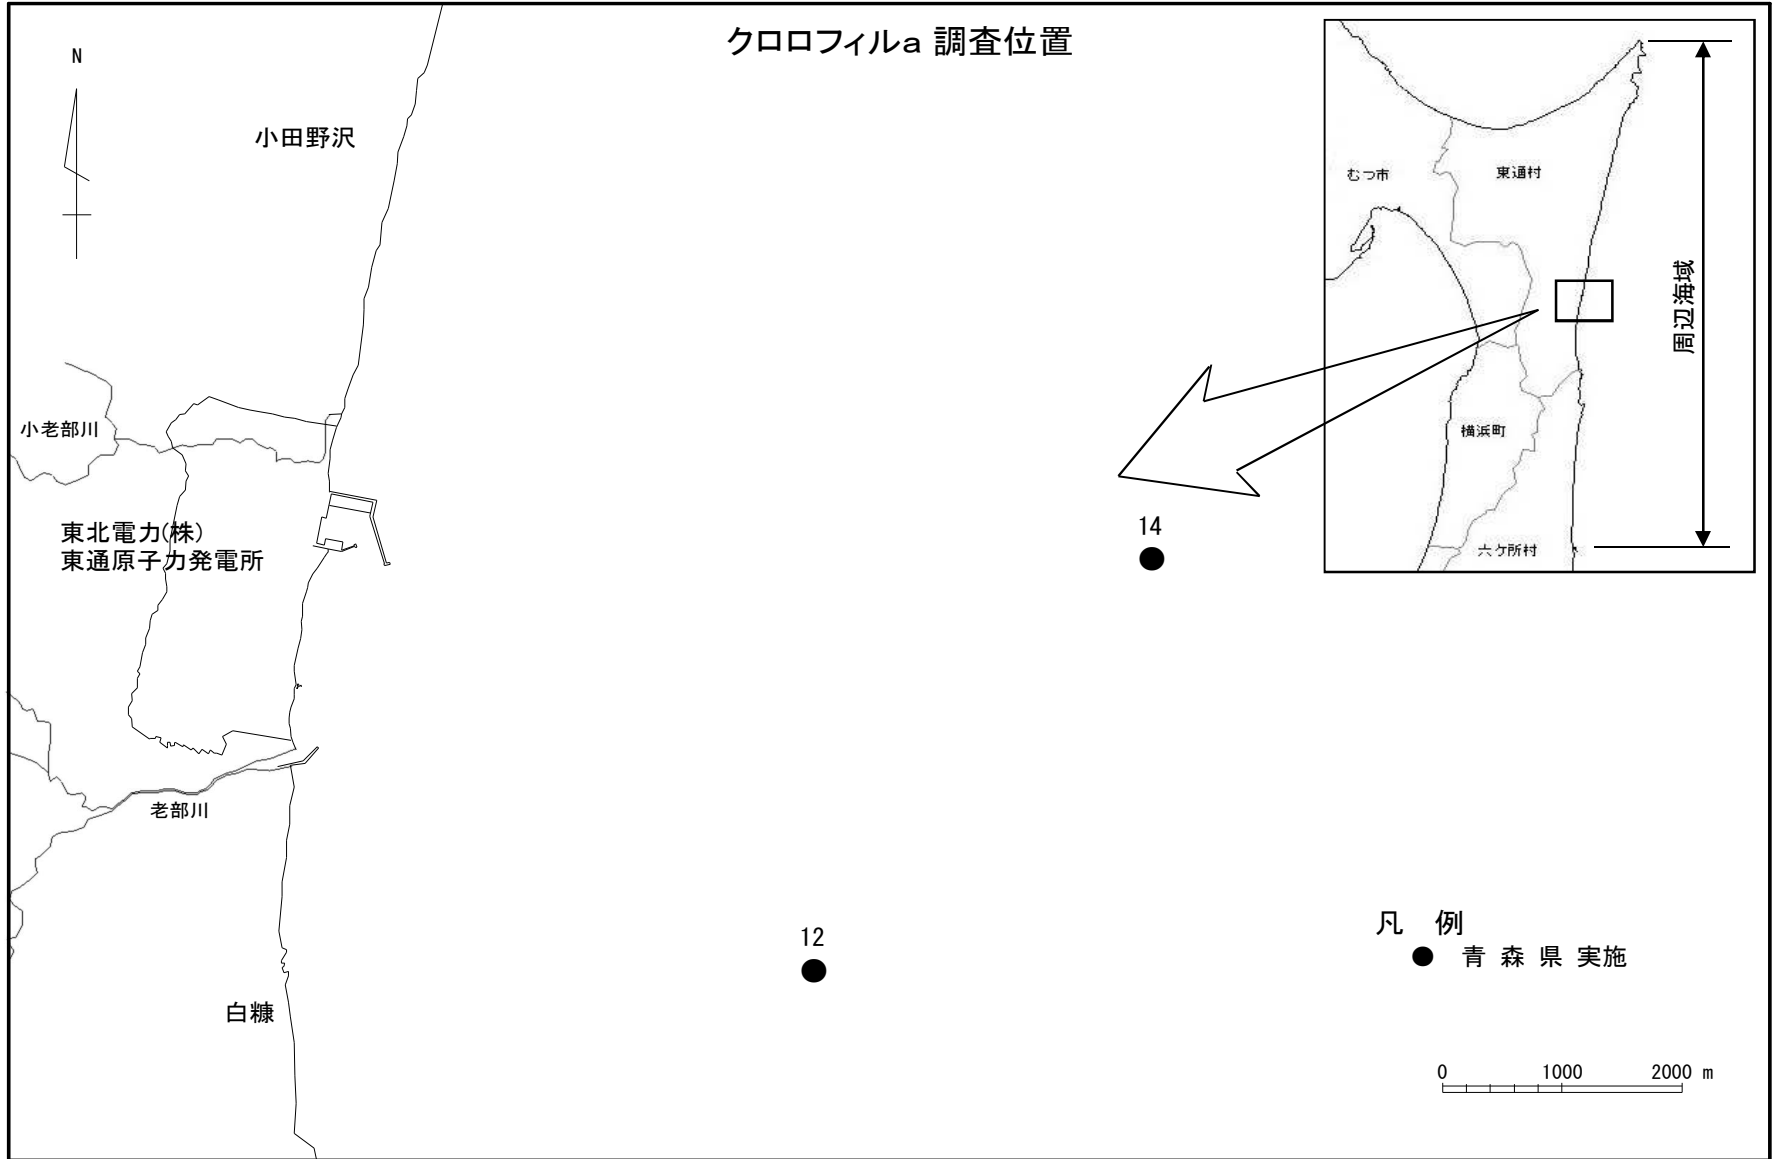 クロロフィルa 調査位置
N
小田野沢
小老部川
東北電力(株)
東通原子力発電所
老部川
白糠
14
12
むつ市
東通村
横浜町
六ケ所村
周辺海域
凡 例
● 青 森 県 実施
0 1000 2000 m